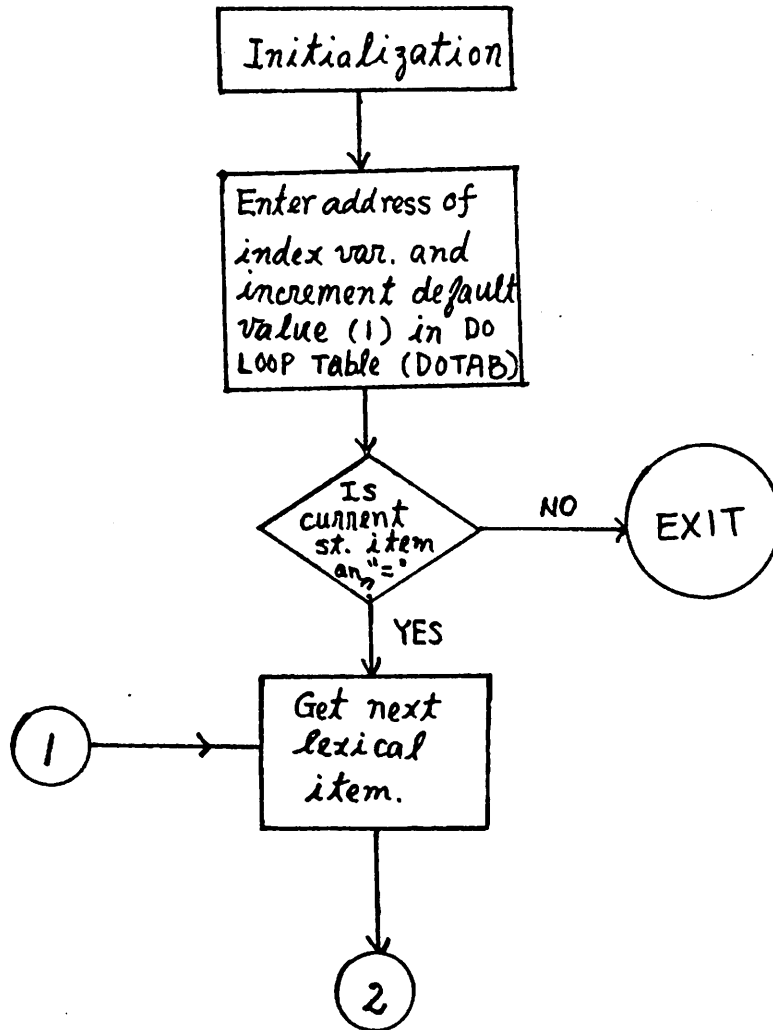 Initialization
Enter address of
index var. and
increment default
value (1) in DO
LOOP Table (DOTAB)
Is
current
st. item
an "="
NO
EXIT
YES
1
Get next
lexical
item.
2